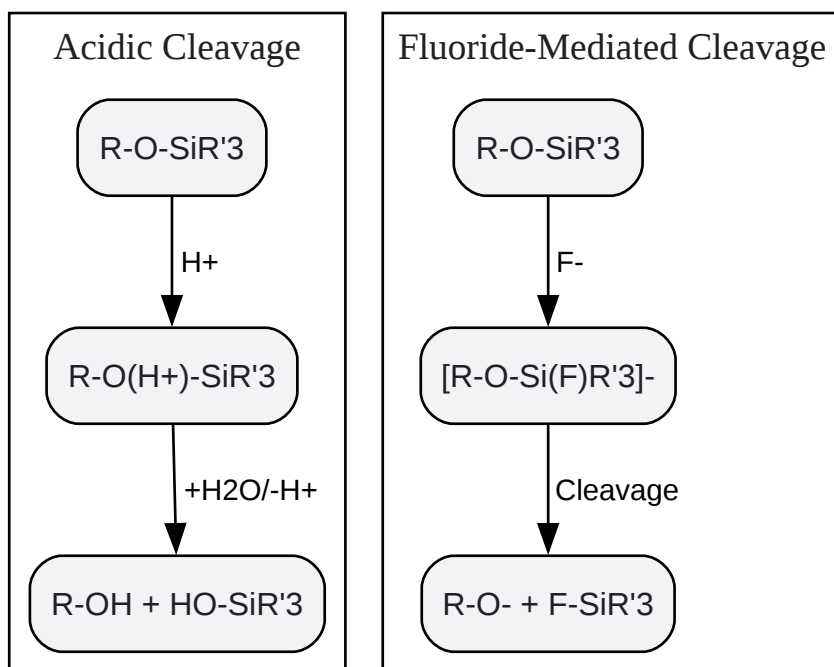 Acidic Cleavage
R-O-SiR'3
H+
R-O(H+)-SiR'3
+H2O/-H+
R-OH + HO-SiR'3
Fluoride-Mediated Cleavage
R-O-SiR'3
F-
[R-O-Si(F)R'3]-
Cleavage
R-O- + F-SiR'3